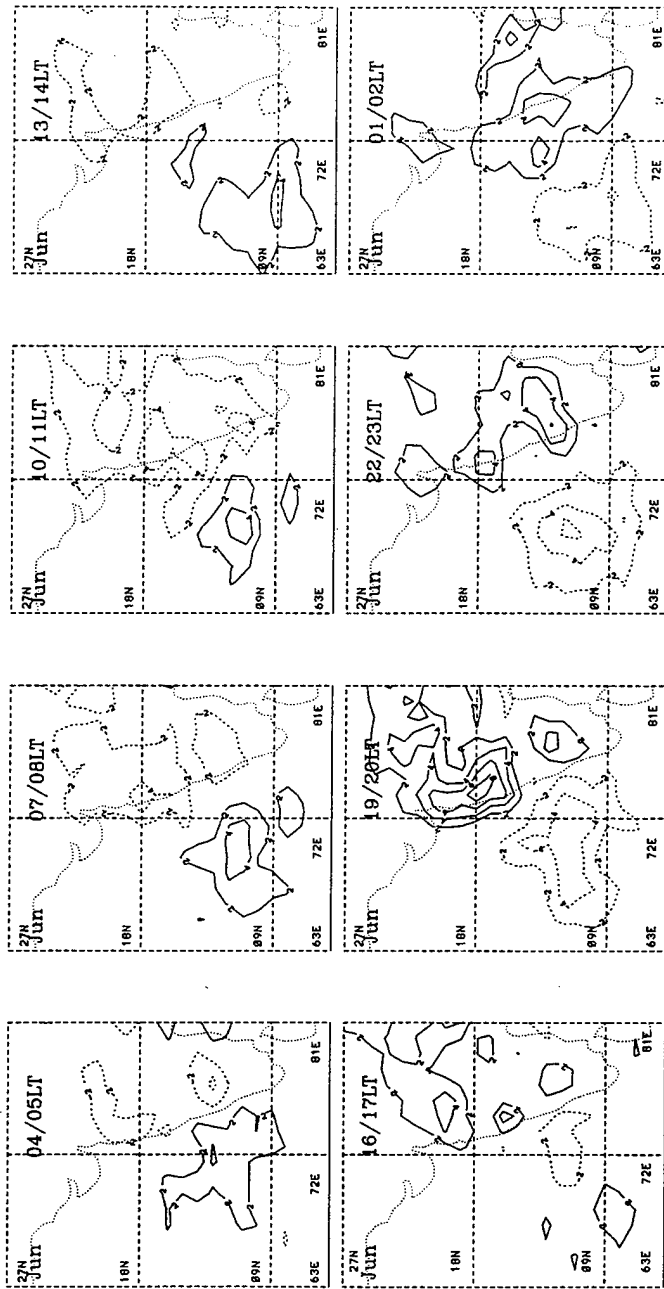 27N
Jun 04/05LT
18N
09N
63E 72E 81E
27N
Jun 07/08LT
18N
09N
63E 72E 81E
27N
Jun 10/11LT
18N
09N
63E 72E 81E
27N
Jun 13/14LT
18N
09N
63E 72E 81E
27N
Jun 16/17LT
18N
09N
63E 72E 81E
27N
Jun 19/20LT
18N
09N
63E 72E 81E
27N
Jun 22/23LT
18N
09N
63E 72E 81E
27N
Jun 01/02LT
18N
09N
63E 72E 81E